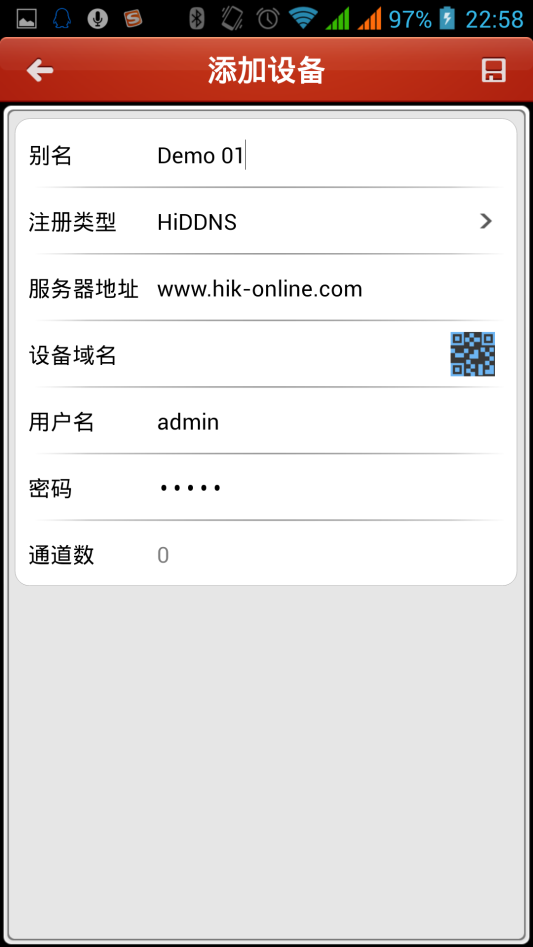 97% 22:58
添加设备
别名 Demo 01
注册类型 HiDDNS
服务器地址 www.hik-online.com
设备域名
用户名 admin
密码 •••••
通道数 0